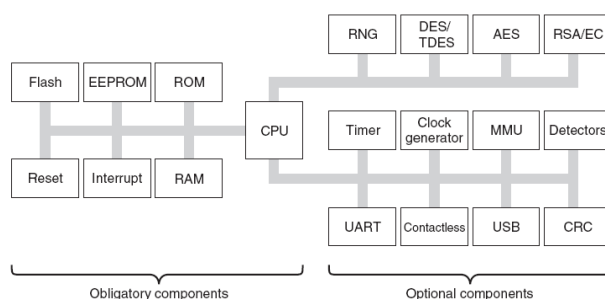 RNG
DES/
TDES
AES
RSA/EC
Flash
EEPROM
ROM
CPU
Timer
Clock
generator
MMU
Detectors
Reset
Interrupt
RAM
UART
Contactless
USB
CRC
Obligatory components
Optional components